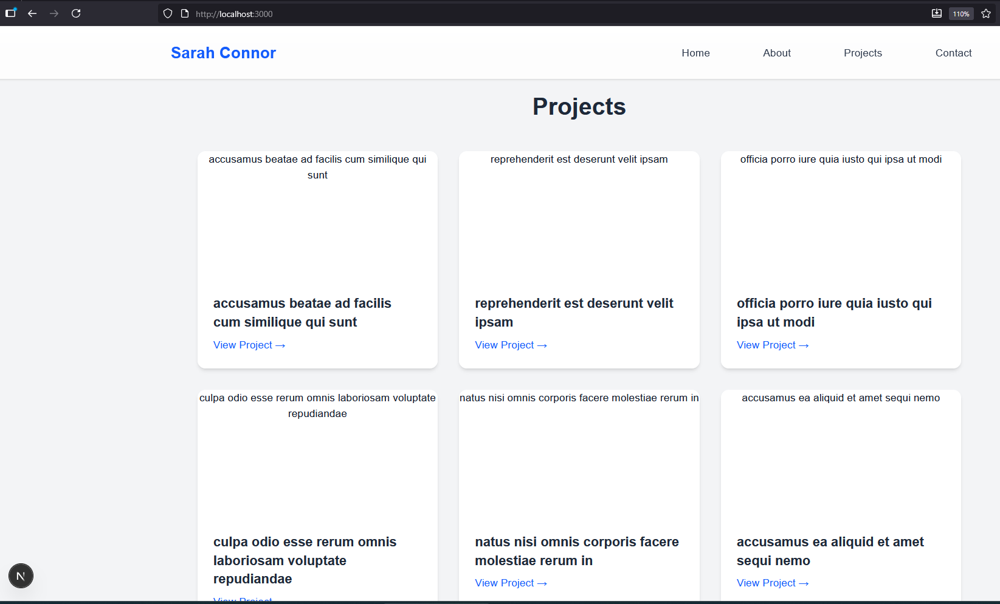 http://localhost:3000
110%
Sarah Connor
Home
About
Projects
Contact
Projects
accusamus beatae ad facilis cum similique qui
sunt
accusamus beatae ad facilis
cum similique qui sunt
View Project →
reprehenderit est deserunt velit ipsam
reprehenderit est deserunt velit
ipsam
View Project →
officia porro iure quia iusto qui ipsa ut modi
officia porro iure quia iusto qui
ipsa ut modi
View Project →
culpa odio esse rerum omnis laboriosam voluptate
repudiandae
culpa odio esse rerum omnis
laboriosam voluptate
repudiandae
View Project
natus nisi omnis corporis facere molestiae rerum in
natus nisi omnis corporis facere
molestiae rerum in
View Project →
accusamus ea aliquid et amet sequi nemo
accusamus ea aliquid et amet
sequi nemo
View Project →
N